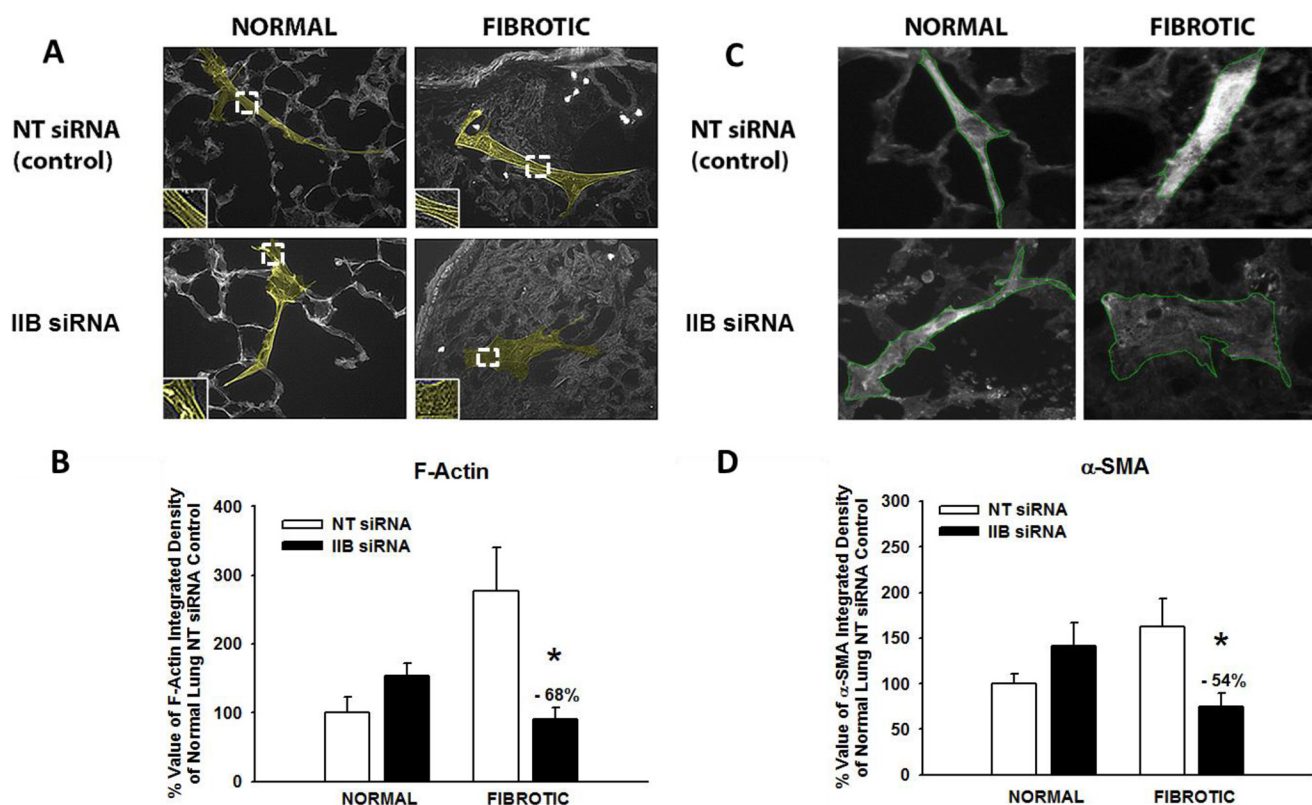 A
NORMAL
FIBROTIC
NT siRNA
(control)
IIB siRNA
C
NORMAL
FIBROTIC
NT siRNA
(control)
IIB siRNA
B
F-Actin
% Value of F-Actin Integrated Density
of Normal Lung NT siRNA Control
400
300
200
100
0
NT siRNA
IIB siRNA
*
- 68%
NORMAL
FIBROTIC
D
α-SMA
% Value of α-SMA Integrated Density
of Normal Lung NT siRNA Control
300
250
200
150
100
50
0
NT siRNA
IIB siRNA
*
- 54%
NORMAL
FIBROTIC